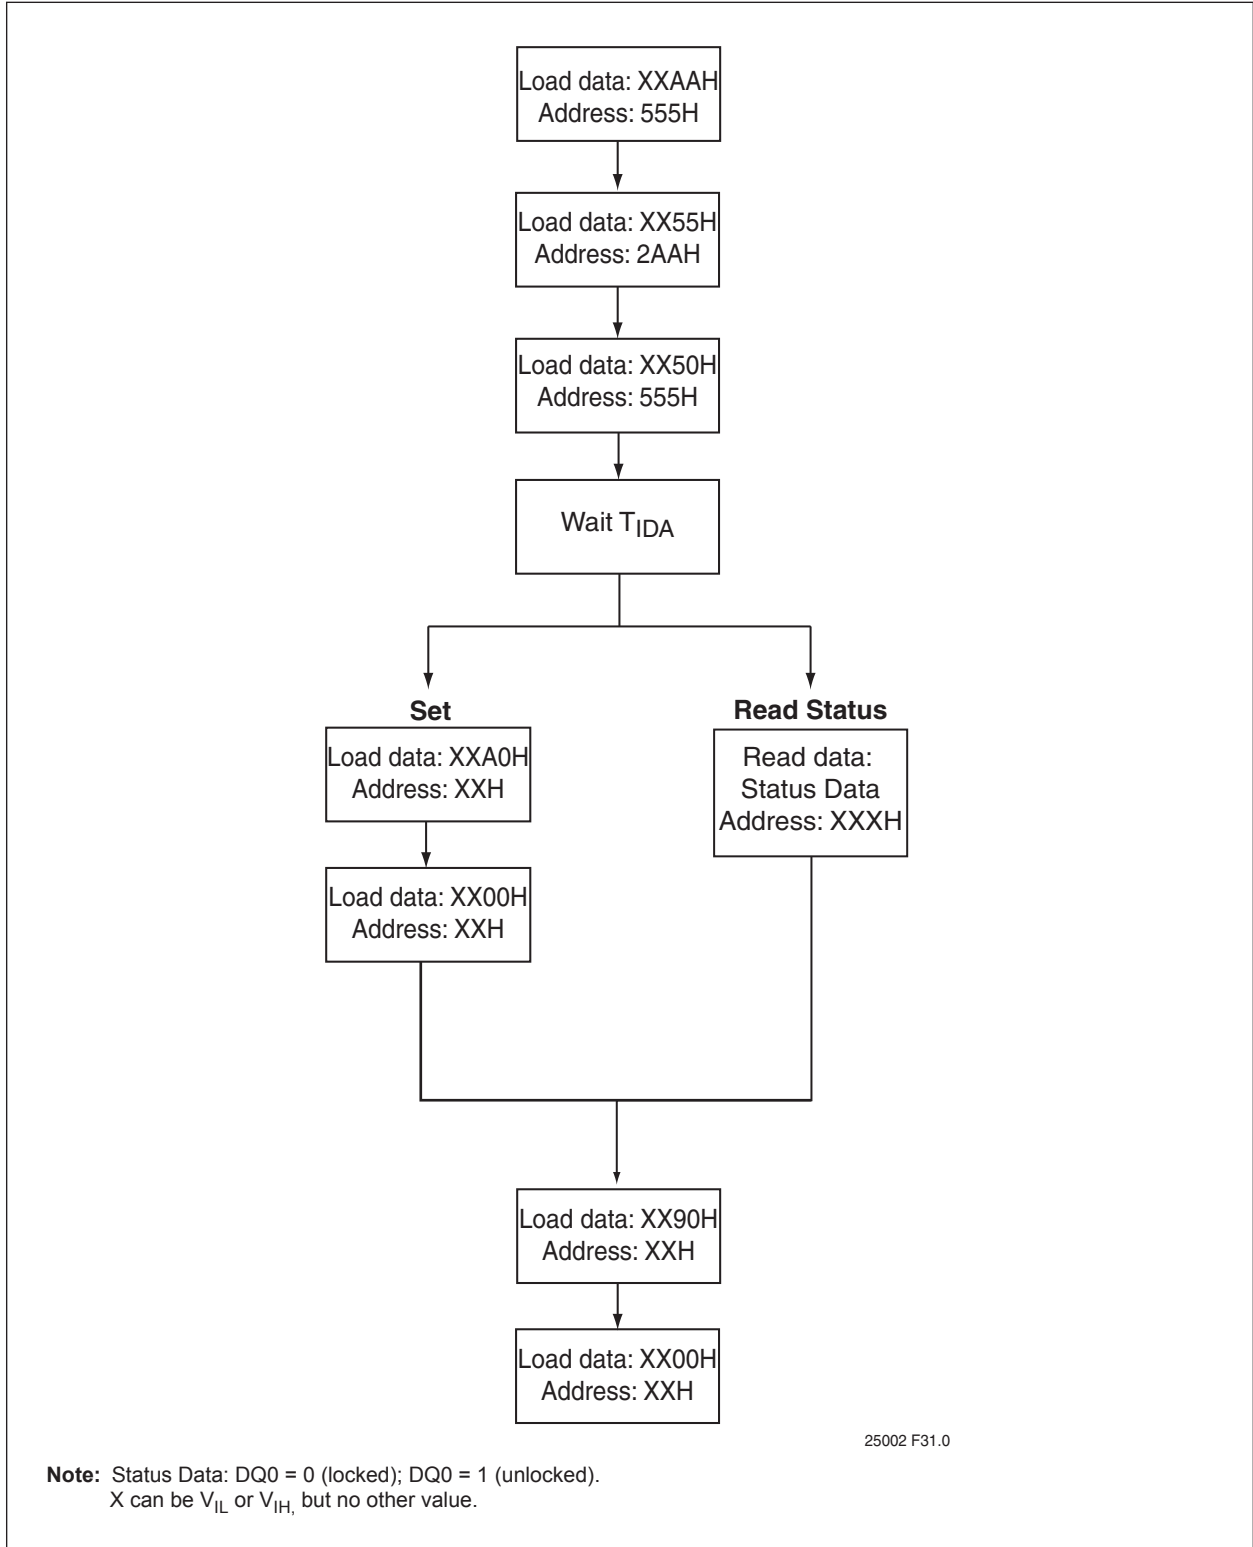 Load data: XXAAH
Address: 555H
Load data: XX55H
Address: 2AAH
Load data: XX50H
Address: 555H
Wait TIDA
Set
Load data: XXA0H
Address: XXH
Load data: XX00H
Address: XXH
Read Status
Read data:
Status Data
Address: XXXH
Load data: XX90H
Address: XXH
Load data: XX00H
Address: XXH
25002 F31.0
Note: Status Data: DQ0 = 0 (locked); DQ0 = 1 (unlocked).
X can be VIL or VIH, but no other value.